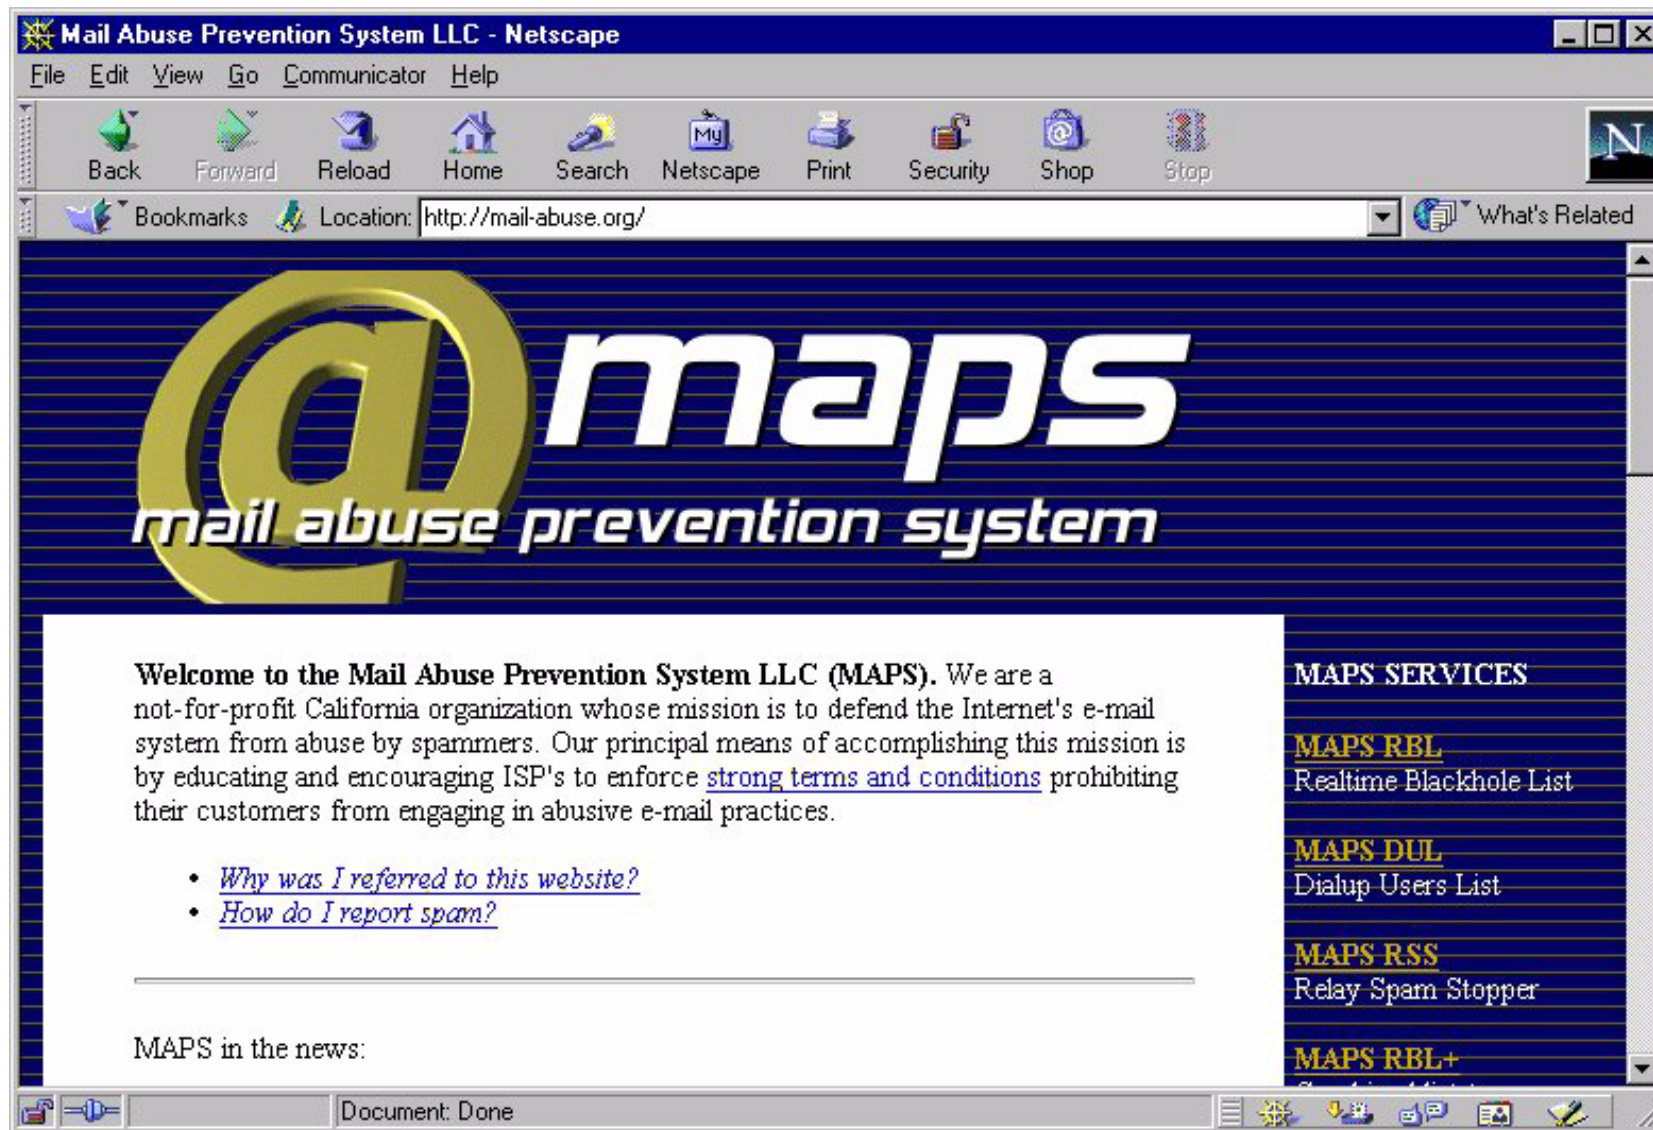 Mail Abuse Prevention System LLC - Netscape
File Edit View Go Communicator Help
Back Forward Reload Home Search Netscape Print Security Shop Stop
My
N
Bookmarks Location: http://mail-abuse.org/ What's Related
@maps
mail abuse prevention system
Welcome to the Mail Abuse Prevention System LLC (MAPS). We are a
not-for-profit California organization whose mission is to defend the Internet's e-mail
system from abuse by spammers. Our principal means of accomplishing this mission is
by educating and encouraging ISP's to enforce strong terms and conditions prohibiting
their customers from engaging in abusive e-mail practices.
• Why was I referred to this website?
• How do I report spam?
MAPS in the news:
MAPS SERVICES
MAPS RBL
Realtime Blackhole List
MAPS DUL
Dialup Users List
MAPS RSS
Relay Spam Stopper
MAPS RBL+
Document: Done